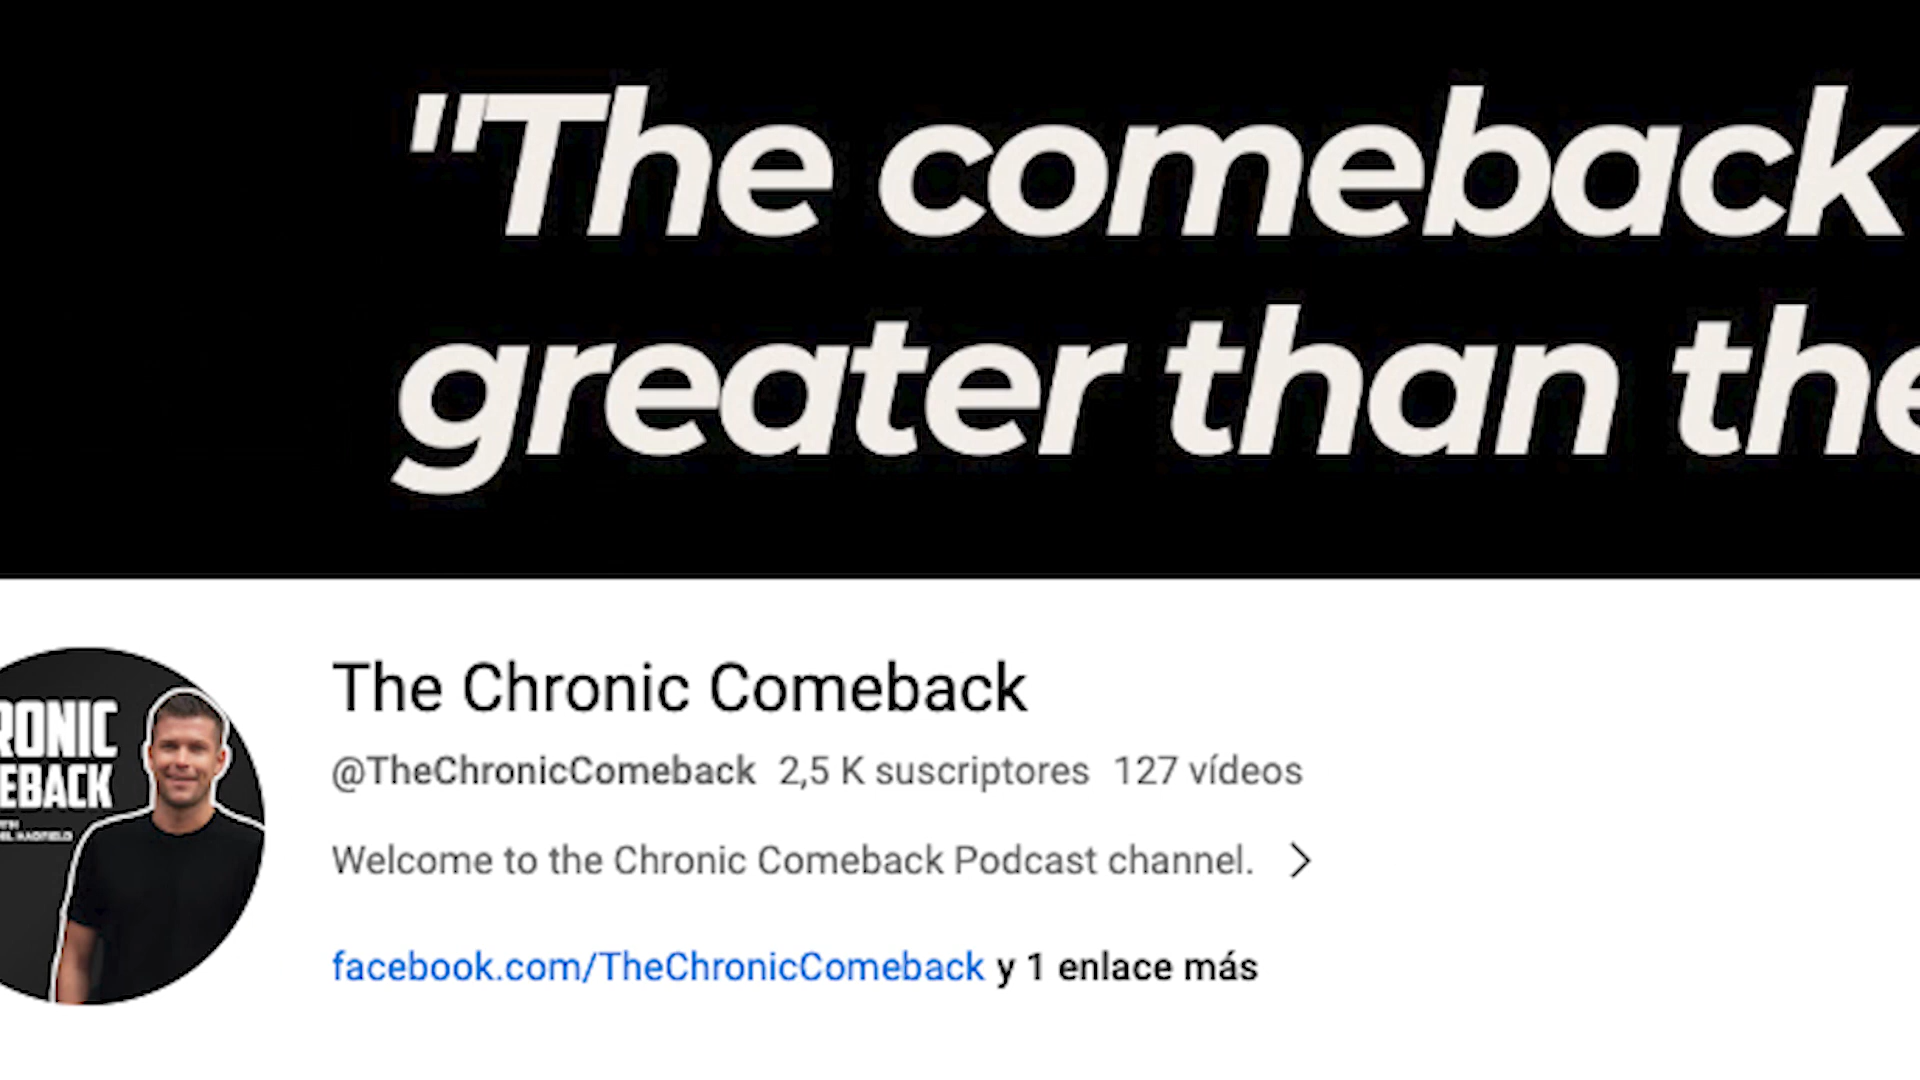 "The comeback
greater than the
RONIC
EBACK
The Chronic Comeback
@TheChronicComeback 2,5 K suscriptores 127 vídeos
Welcome to the Chronic Comeback Podcast channel.
facebook.com/TheChronicComeback y 1 enlace más